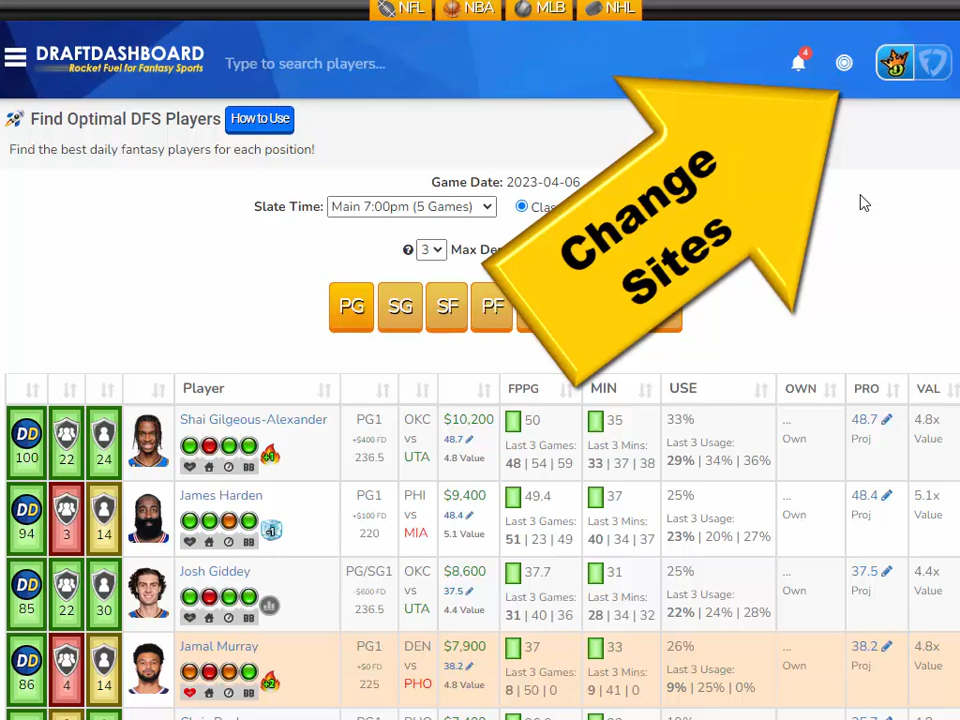 NFL NBA MLB NHL
DRAFTDASHBOARD
Rocket Fuel for Fantasy Sports
Type to search players...
4
Find Optimal DFS Players How to Use
Find the best daily fantasy players for each position!
Game Date: 2023-04-06
Slate Time: Main 7:00pm (5 Games)
3 Max
Change
Sites
PG SG SF PF
Player FPPG MIN USE OWN PRO VAL
DD 100 22 24 Shai Gilgeous-Alexander PG1 +$400 FD 236.5 OKC vs UTA $10,200 48.7 4.8 Value 50 Last 3 Games: 48 | 54 | 59 35 Last 3 Mins: 33 | 37 | 38 33% Last 3 Usage: 29% | 34% | 36% ... Own 48.7 Proj 4.8x Value
DD 94 3 14 James Harden PG1 +$100 FD 220 PHI vs MIA $9,400 48.4 5.1 Value 49.4 Last 3 Games: 51 | 23 | 49 37 Last 3 Mins: 40 | 34 | 37 25% Last 3 Usage: 23% | 20% | 27% ... Own 48.4 Proj 5.1x Value
DD 85 22 30 Josh Giddey PG/SG1 -$600 FD 236.5 OKC vs UTA $8,600 37.5 4.4 Value 37.7 Last 3 Games: 31 | 40 | 36 31 Last 3 Mins: 28 | 34 | 32 25% Last 3 Usage: 22% | 24% | 28% ... Own 37.5 Proj 4.4x Value
DD 86 4 14 Jamal Murray PG1 +$0 FD 225 DEN vs PHO $7,900 38.2 4.8 Value 37 Last 3 Games: 8 | 50 | 0 33 Last 3 Mins: 9 | 41 | 0 26% Last 3 Usage: 9% | 25% | 0% ... Own 38.2 Proj 4.8x Value